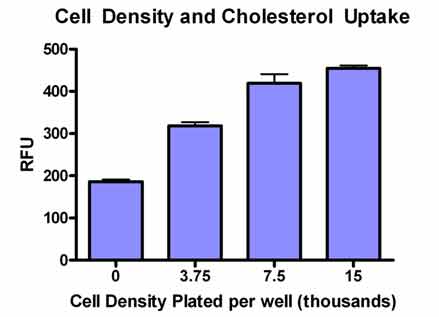 Cell Density and Cholesterol Uptake
500
400
300
200
100
0
RFU
0 3.75 7.5 15
Cell Density Plated per well (thousands)